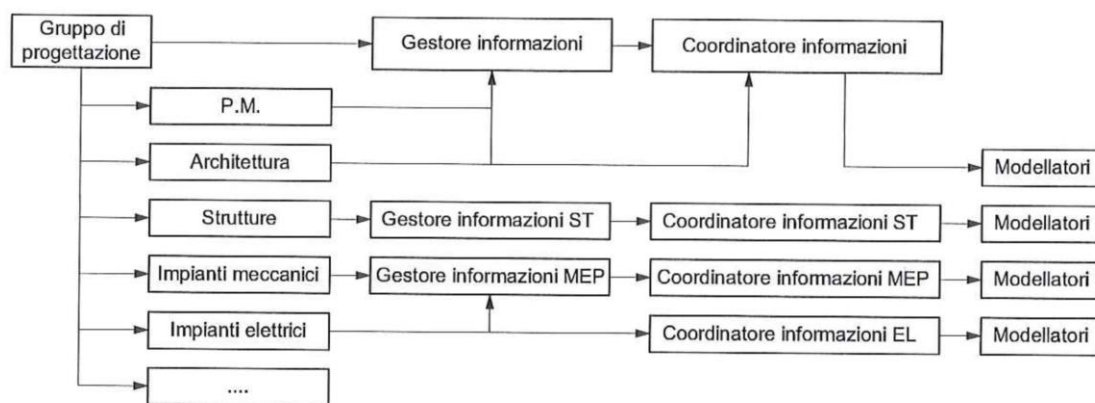 Gruppo di
progettazione
Gestore informazioni
Coordinatore informazioni
P.M.
Architettura
Modellatori
Strutture
Gestore informazioni ST
Coordinatore informazioni ST
Modellatori
Impianti meccanici
Gestore informazioni MEP
Coordinatore informazioni MEP
Modellatori
Impianti elettrici
Coordinatore informazioni EL
Modellatori
....